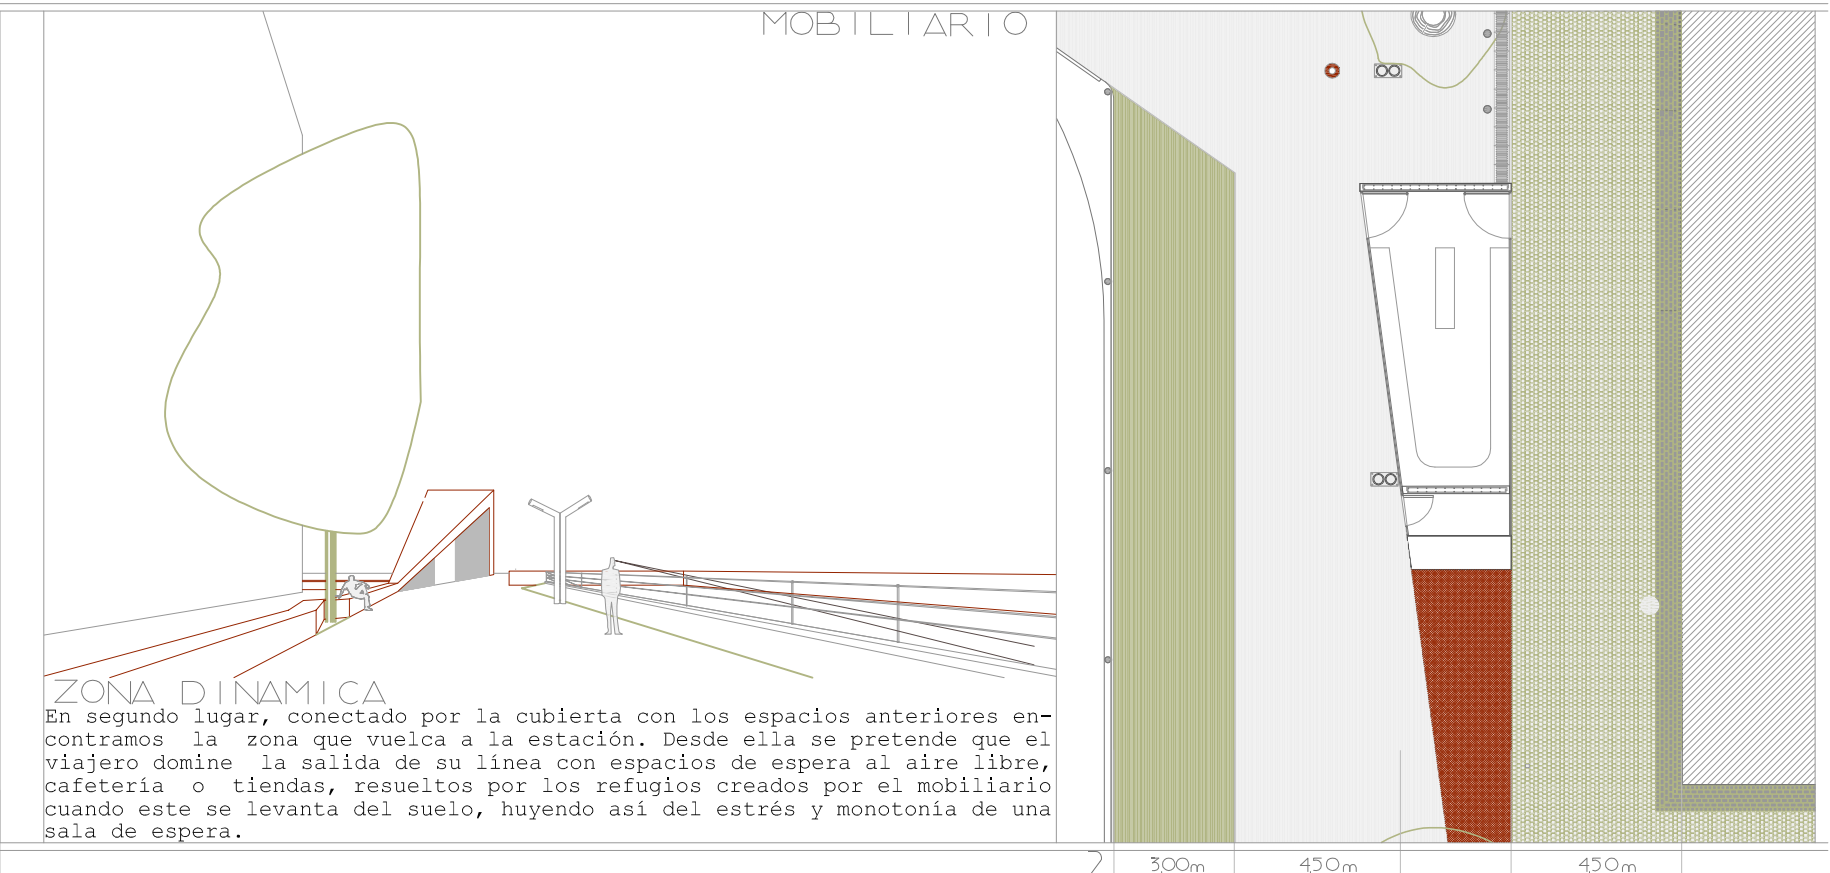 MOBILIARIO
ZONA DINAMICA
En segundo lugar, conectado por la cubierta con los espacios anteriores en-
contramos la zona que vuelca a la estación. Desde ella se pretende que el
viajero domine la salida de su línea con espacios de espera al aire libre,
cafetería o tiendas, resueltos por los refugios creados por el mobiliario
cuando este se levanta del suelo, huyendo así del estrés y monotonía de una
sala de espera.
3,00m 4,50m 4,50m